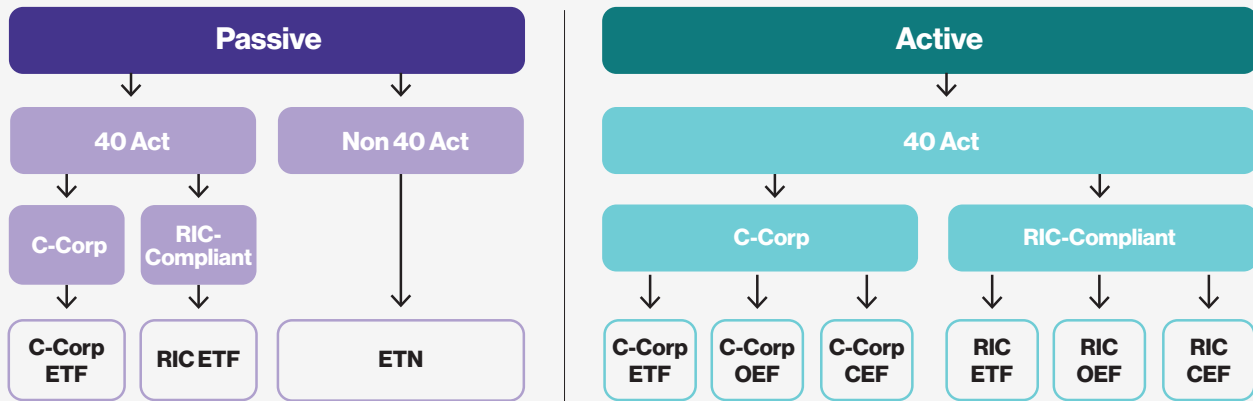 Passive
40 Act
Non 40 Act
C-Corp
RIC-
Compliant
C-Corp
ETF
RIC ETF
ETN
Active
40 Act
C-Corp
RIC-Compliant
C-Corp
ETF
C-Corp
OEF
C-Corp
CEF
RIC
ETF
RIC
OEF
RIC
CEF